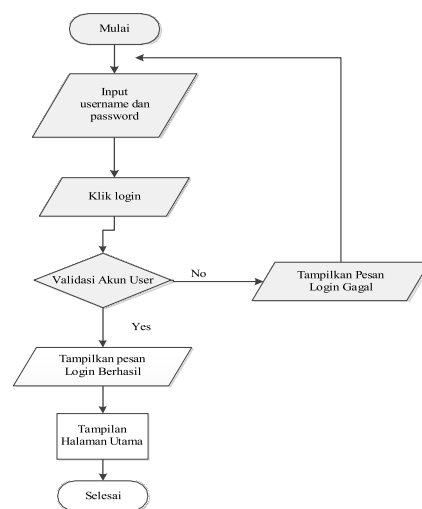 Mulai
Input
username dan
password
Klik login
Validasi Akun User
No
Tampilkan Pesan
Login Gagal
Yes
Tampilkan pesan
Login Berhasil
Tampilan
Halaman Utama
Selesai